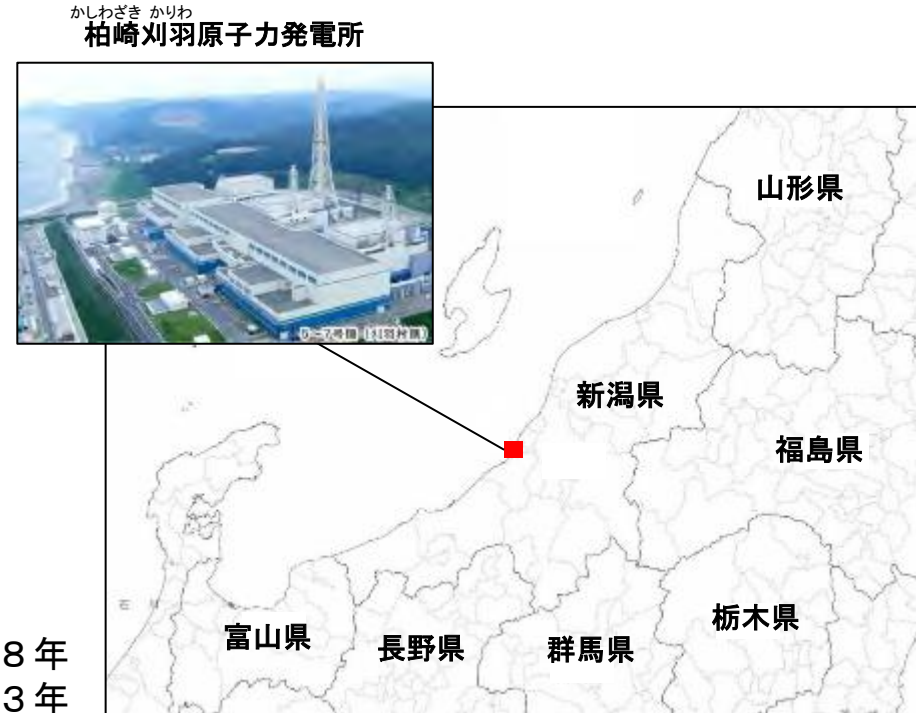 かしわざき かりわ
柏崎刈羽原子力発電所
山形県
新潟県
福島県
栃木県
富山県
長野県
群馬県
8年
3年